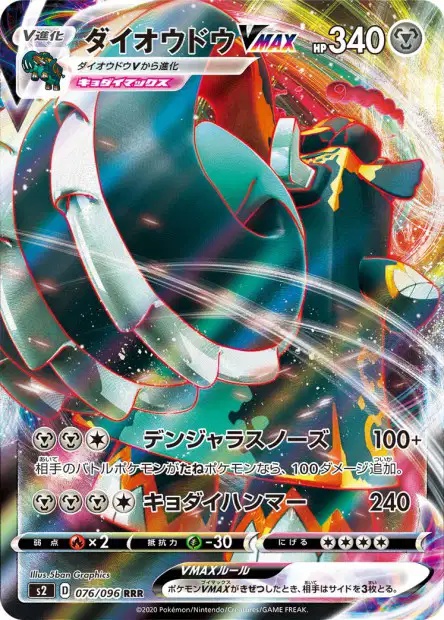 V進化
ダイオウドウVMAX HP340
ダイオウドウVから進化
キョダイマックス
デンジャラスノーズ 100+
相手のバトルポケモンがたねポケモンなら、100ダメージ追加。
キョダイハンマー 240
弱点 ×2 抵抗力 -30 にげる
Illus.5ban Graphics
VMAXルール
ポケモンVMAXがきぜつしたとき、相手はサイドを3枚とる。
s2 D 076/096 RRR
©2020 Pokémon/Nintendo/Creatures/GAME FREAK.